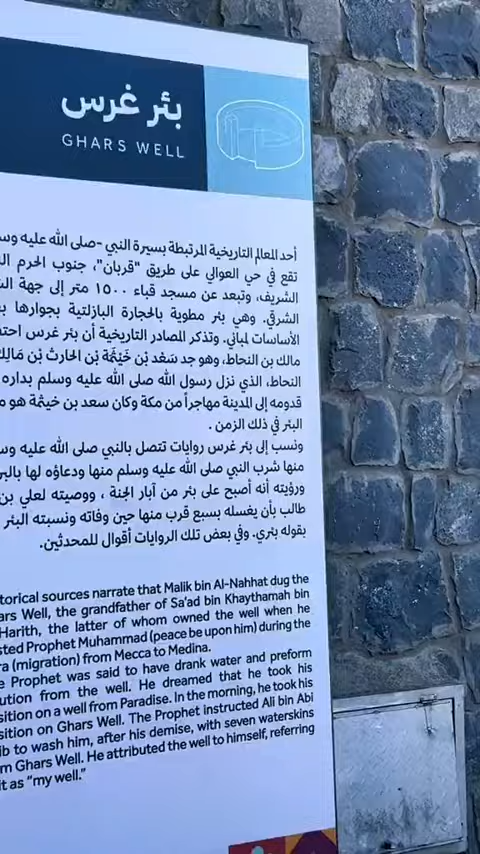 بئر غرس
GHARS WELL
أحد المعالم التاريخية المرتبطة بسيرة النبي -صلى الله عليه
تقع في حي العوالي على طريق "قربان"، جنوب الحرم
الشريف، وتبعد عن مسجد قباء ١٥٠٠ متر إلى جهة
الشرقي. وهي بئر مطوية بالحجارة البازلتية بجوارها
الأساسات لمباني. وتذكر المصادر التاريخية أن بئر غرس
مالك بن النحاط، وهو جد سَعْد بْن خَيْثَمَة بْن الحارث بْن مَالِك
النحاط، الذي نزل رسول الله صلى الله عليه وسلم بداره
قدومه إلى المدينة مهاجراً من مكة وكان سعد بن خيثمة هو
البئر في ذلك الزمن .
ونسب إلى بئر غرس روايات تتصل بالنبي صلى الله عليه
منها شرب النبي صلى الله عليه وسلم منها ودعاؤه لها
ورؤيته أنه أصبح على بئر من آبار الجنة ، ووصيته لعلي بن
طالب بأن يغسله بسبع قرب منها حين وفاته ونسبته البئر
بقوله بئري. وفي بعض تلك الروايات أقوال للمحدثين.
torical sources narrate that Malik bin Al-Nahhat dug the
ars Well, the grandfather of Sa'ad bin Khaythamah bin
Harith, the latter of whom owned the well when he
sted Prophet Muhammad (peace be upon him) during the
ra (migration) from Mecca to Medina.
e Prophet was said to have drank water and preform
ution from the well. He dreamed that he took his
sition on a well from Paradise. In the morning, he took his
sition on Ghars Well. The Prophet instructed Ali bin Abi
ib to wash him, after his demise, with seven waterskins
m Ghars Well. He attributed the well to himself, referring
it as "my well."